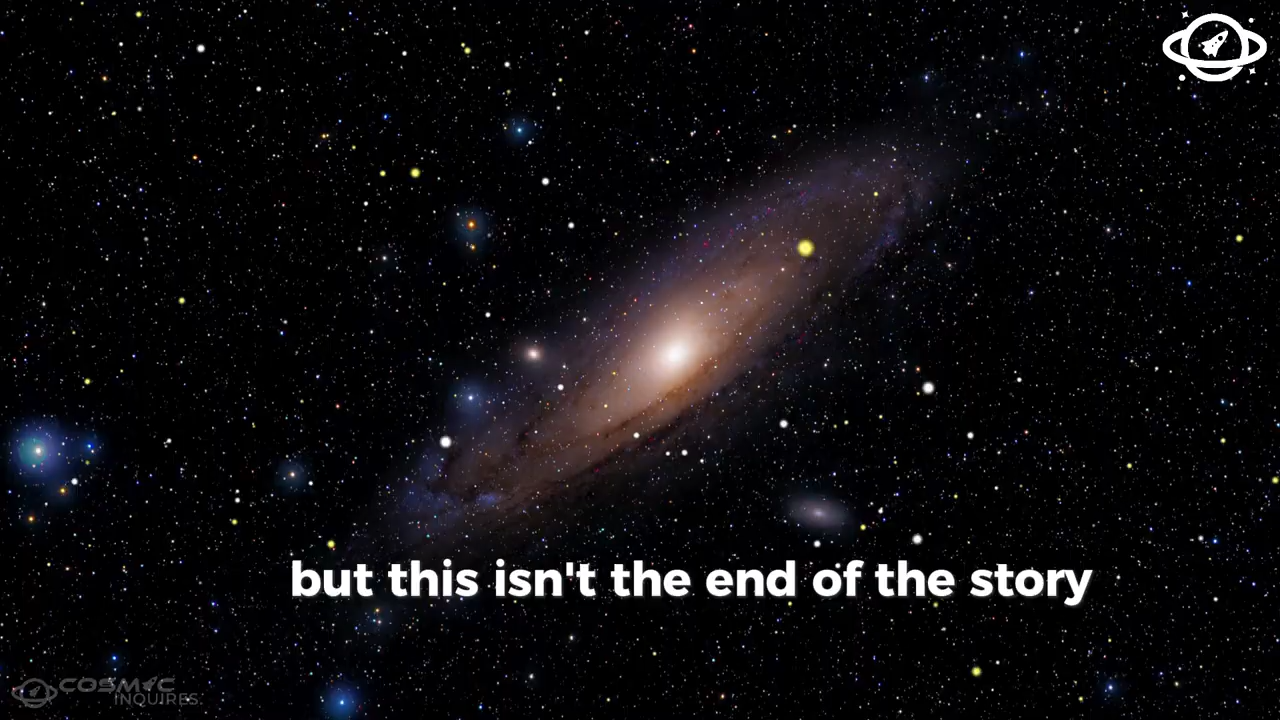 but this isn't the end of the story
COSMIC
INQUIRES